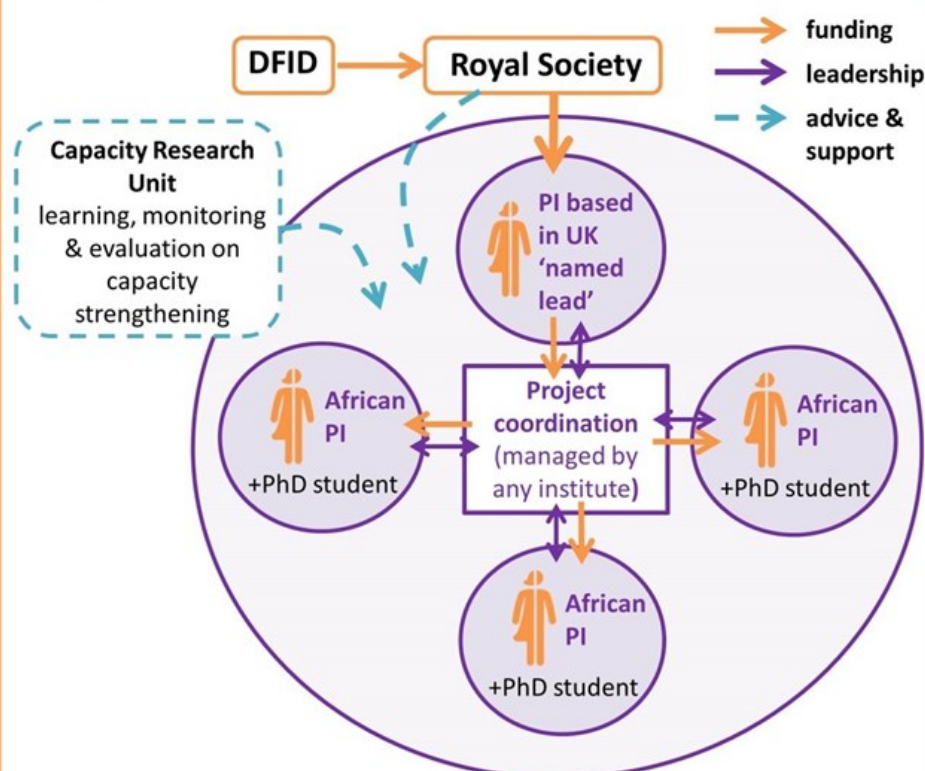 DFID
Royal Society
funding
leadership
advice &
support
Capacity Research
Unit
learning, monitoring
& evaluation on
capacity
strengthening
PI based
in UK
‘named
lead’
Project
coordination
(managed by
any institute)
African
PI
+PhD student
African
PI
+PhD student
African
PI
+PhD student